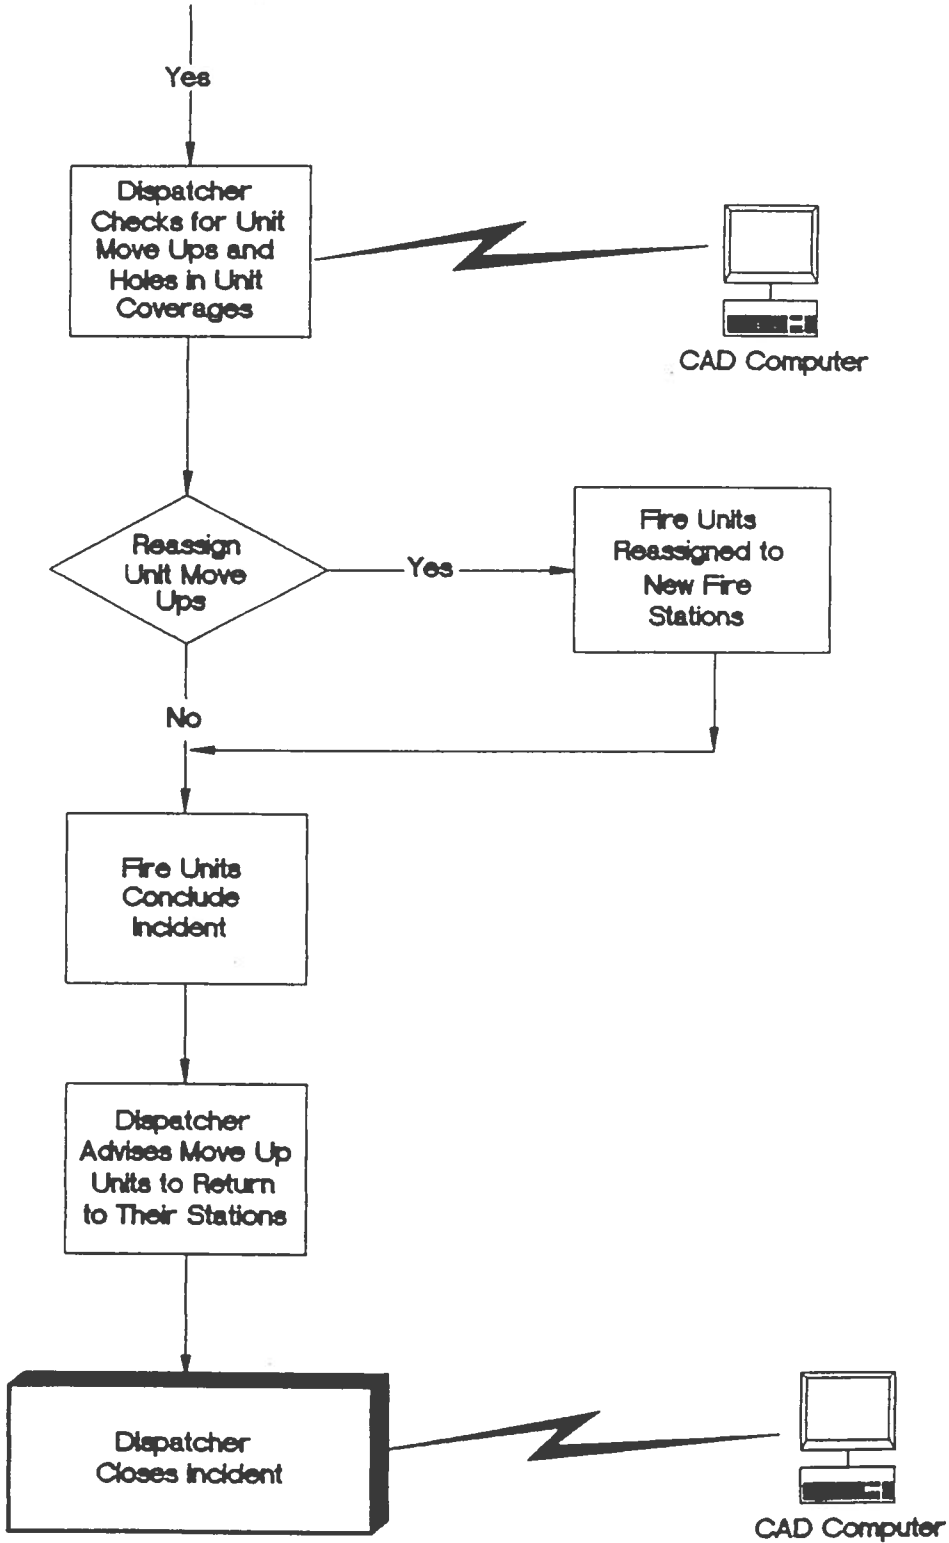 Yes
Dispatcher
Checks for Unit
Move Ups and
Holes in Unit
Coverages
CAD Computer
Reassign
Unit Move
Ups
Yes
Fire Units
Reassigned to
New Fire
Stations
No
Fire Units
Conclude
Incident
Dispatcher
Advises Move Up
Units to Return
to Their Stations
Dispatcher
Closes Incident
CAD Computer